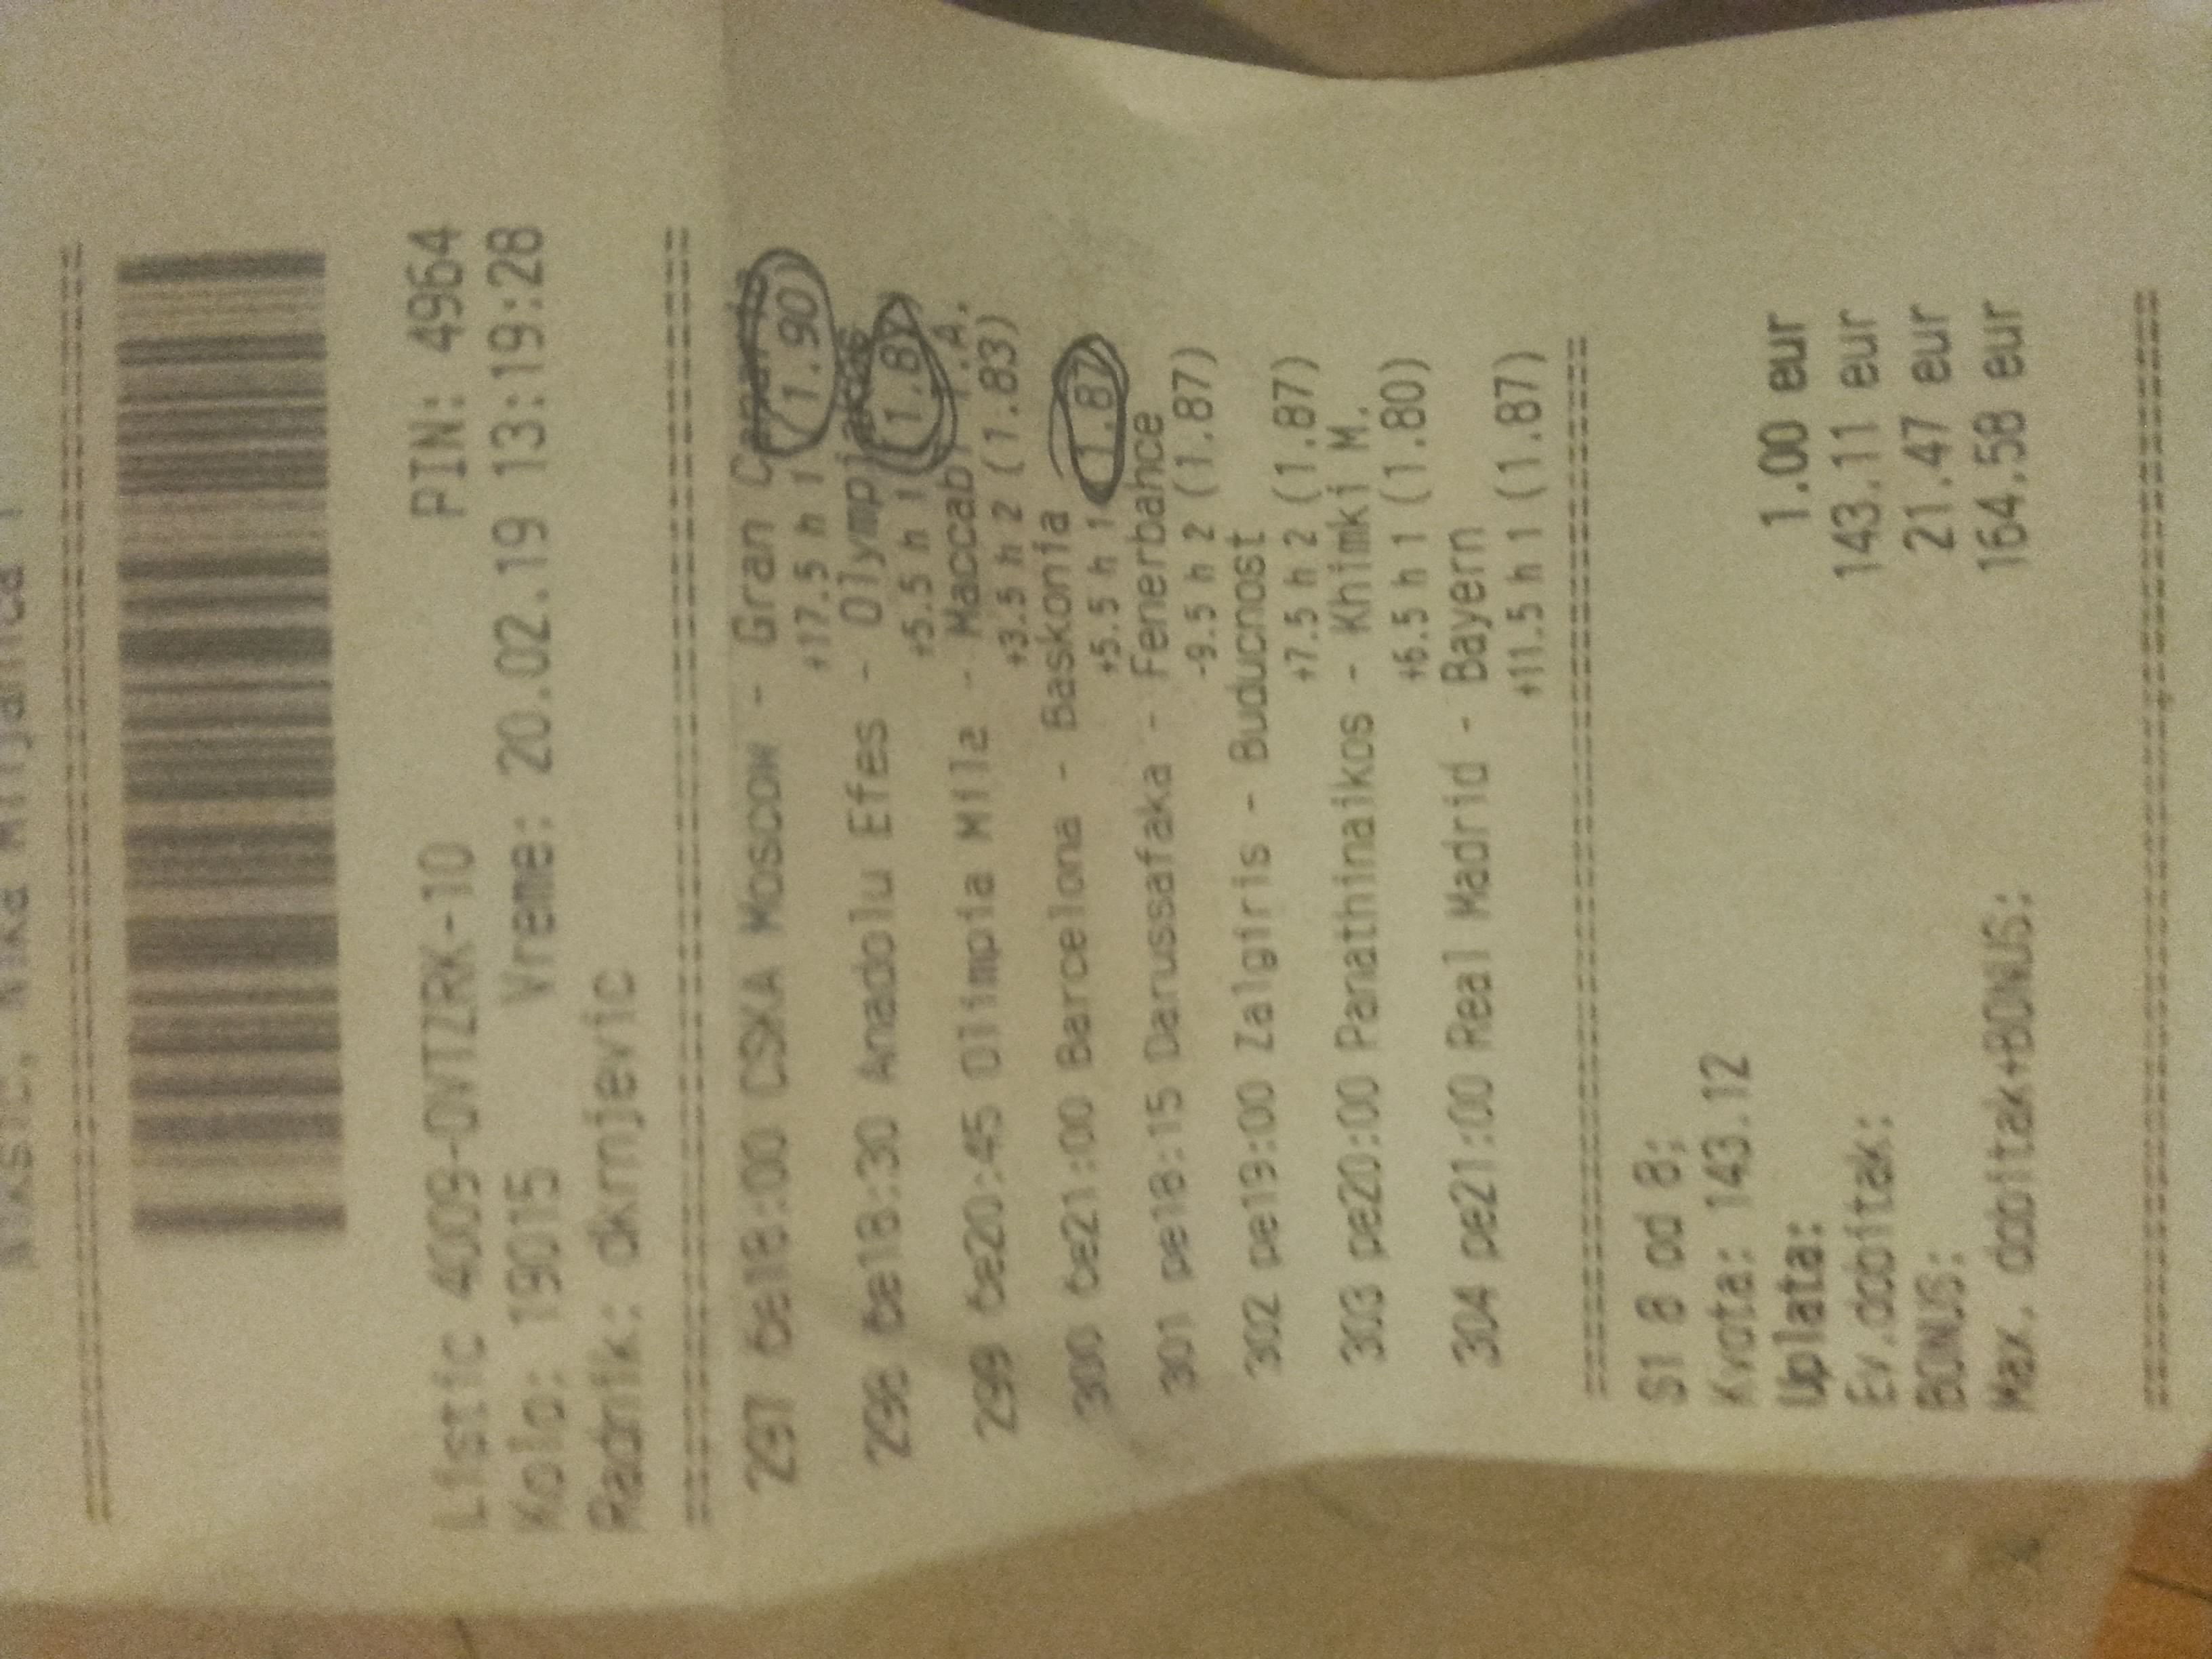 Listic 4009-OVTZRK-10 PIN: 4964
Kolo: 19015 Vreme: 20.02.19 13:19:28
Radnik: dkrnjevic
==============================
297 če18:00 CSKA Moscow - Gran
+17.5 h 1 (1.90)
298 če18:30 Anadolu Efes - Olympiakos
+5.5 h 1 (1.87)
299 če20:45 Olimpia Mila - Maccabi T.A.
+3.5 h 2 (1.83)
300 če21:00 Barcelona - Baskonia
+5.5 h 1 (1.87)
301 pe18:15 Darussafaka - Fenerbahce
-9.5 h 2 (1.87)
302 pe19:00 Zalgiris - Buducnost
+7.5 h 2 (1.87)
303 pe20:00 Panathinaikos - Khimki M.
+6.5 h 1 (1.80)
304 pe21:00 Real Madrid - Bayern
+11.5 h 1 (1.87)
==============================
S1 8 od 8;
Kvota: 143.12
Uplata: 1.00 eur
Ev.dobitak: 143.11 eur
BONUS: 21.47 eur
Max. dobitak+BONUS: 164.58 eur